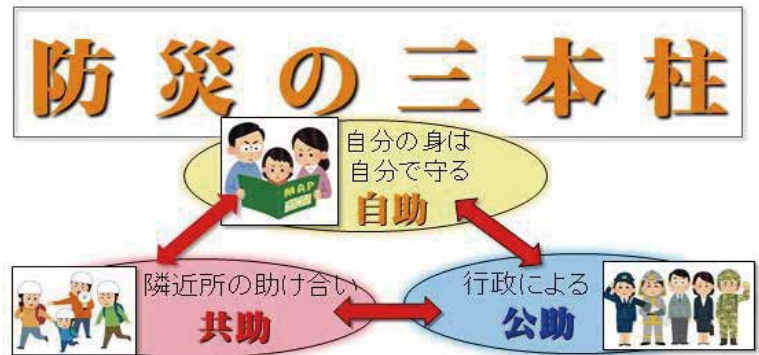 防災の三本柱
自分の身は
自分で守る
自助
MAP
隣近所の助け合い
共助
行政による
公助